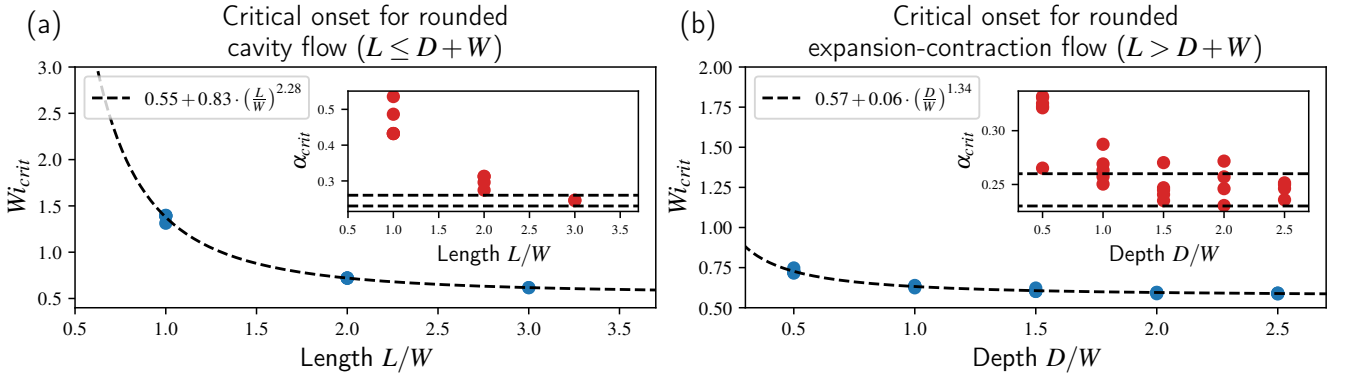 (a)
Critical onset for rounded
cavity flow (L ≤ D + W)
3.0
2.5
2.0
1.5
1.0
0.5
Wi_crit
0.55 + 0.83 · (L/W)^2.28
0.5
0.4
0.3
α_crit
0.5 1.0 1.5 2.0 2.5 3.0 3.5
Length L/W
0.5 1.0 1.5 2.0 2.5 3.0 3.5
Length L/W
(b)
Critical onset for rounded
expansion-contraction flow (L > D + W)
2.00
1.75
1.50
1.25
1.00
0.75
0.50
Wi_crit
0.57 + 0.06 · (D/W)^1.34
0.30
0.25
α_crit
0.5 1.0 1.5 2.0 2.5
Depth D/W
0.5 1.0 1.5 2.0 2.5
Depth D/W